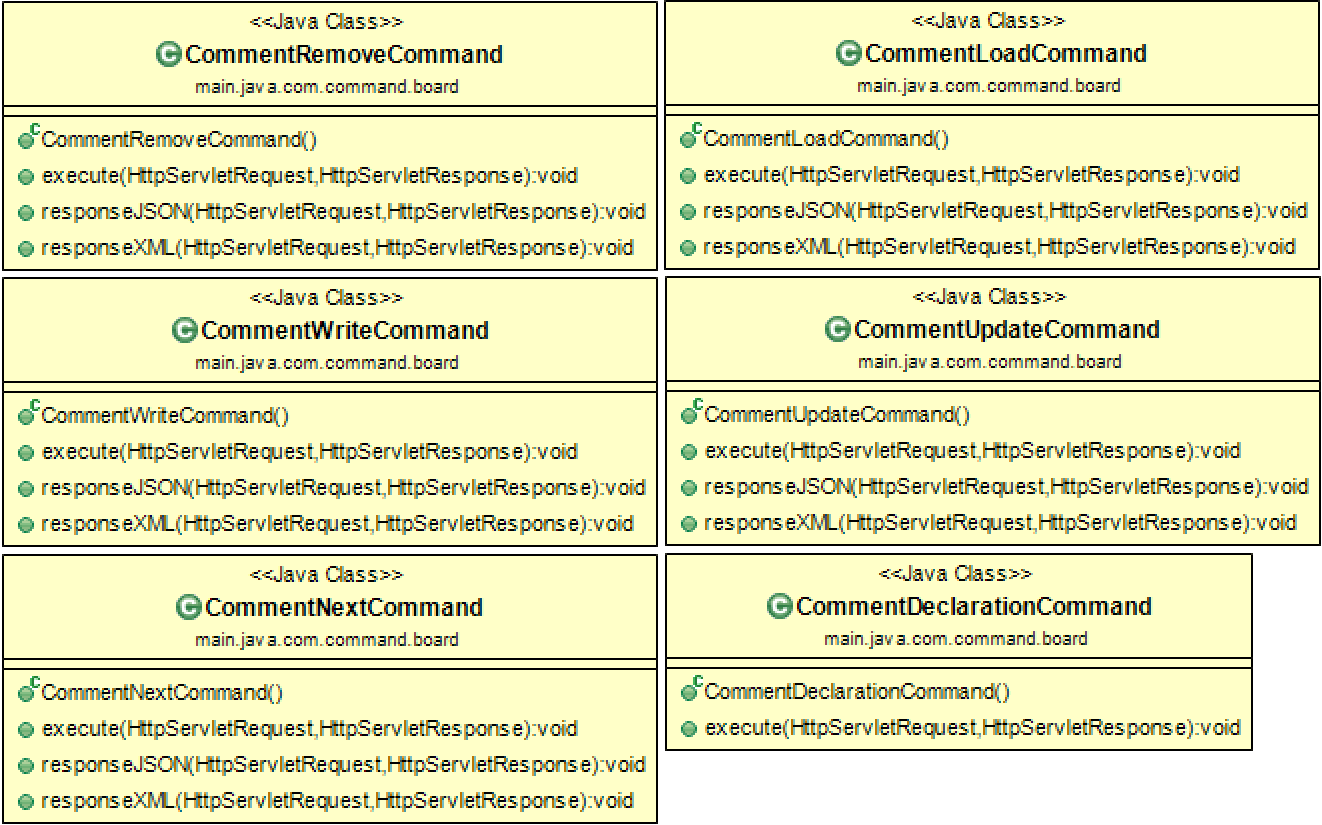 <<Java Class>>
CommentRemoveCommand
main.java.com.command.board
CommentRemoveCommand()
execute(HttpServletRequest,HttpServletResponse):void
responseJSON(HttpServletRequest,HttpServletResponse):void
responseXML(HttpServletRequest,HttpServletResponse):void
<<Java Class>>
CommentLoadCommand
main.java.com.command.board
CommentLoadCommand()
execute(HttpServletRequest,HttpServletResponse):void
responseJSON(HttpServletRequest,HttpServletResponse):void
responseXML(HttpServletRequest,HttpServletResponse):void
<<Java Class>>
CommentWriteCommand
main.java.com.command.board
CommentWriteCommand()
execute(HttpServletRequest,HttpServletResponse):void
responseJSON(HttpServletRequest,HttpServletResponse):void
responseXML(HttpServletRequest,HttpServletResponse):void
<<Java Class>>
CommentUpdateCommand
main.java.com.command.board
CommentUpdateCommand()
execute(HttpServletRequest,HttpServletResponse):void
responseJSON(HttpServletRequest,HttpServletResponse):void
responseXML(HttpServletRequest,HttpServletResponse):void
<<Java Class>>
CommentNextCommand
main.java.com.command.board
CommentNextCommand()
execute(HttpServletRequest,HttpServletResponse):void
responseJSON(HttpServletRequest,HttpServletResponse):void
responseXML(HttpServletRequest,HttpServletResponse):void
<<Java Class>>
CommentDeclarationCommand
main.java.com.command.board
CommentDeclarationCommand()
execute(HttpServletRequest,HttpServletResponse):void